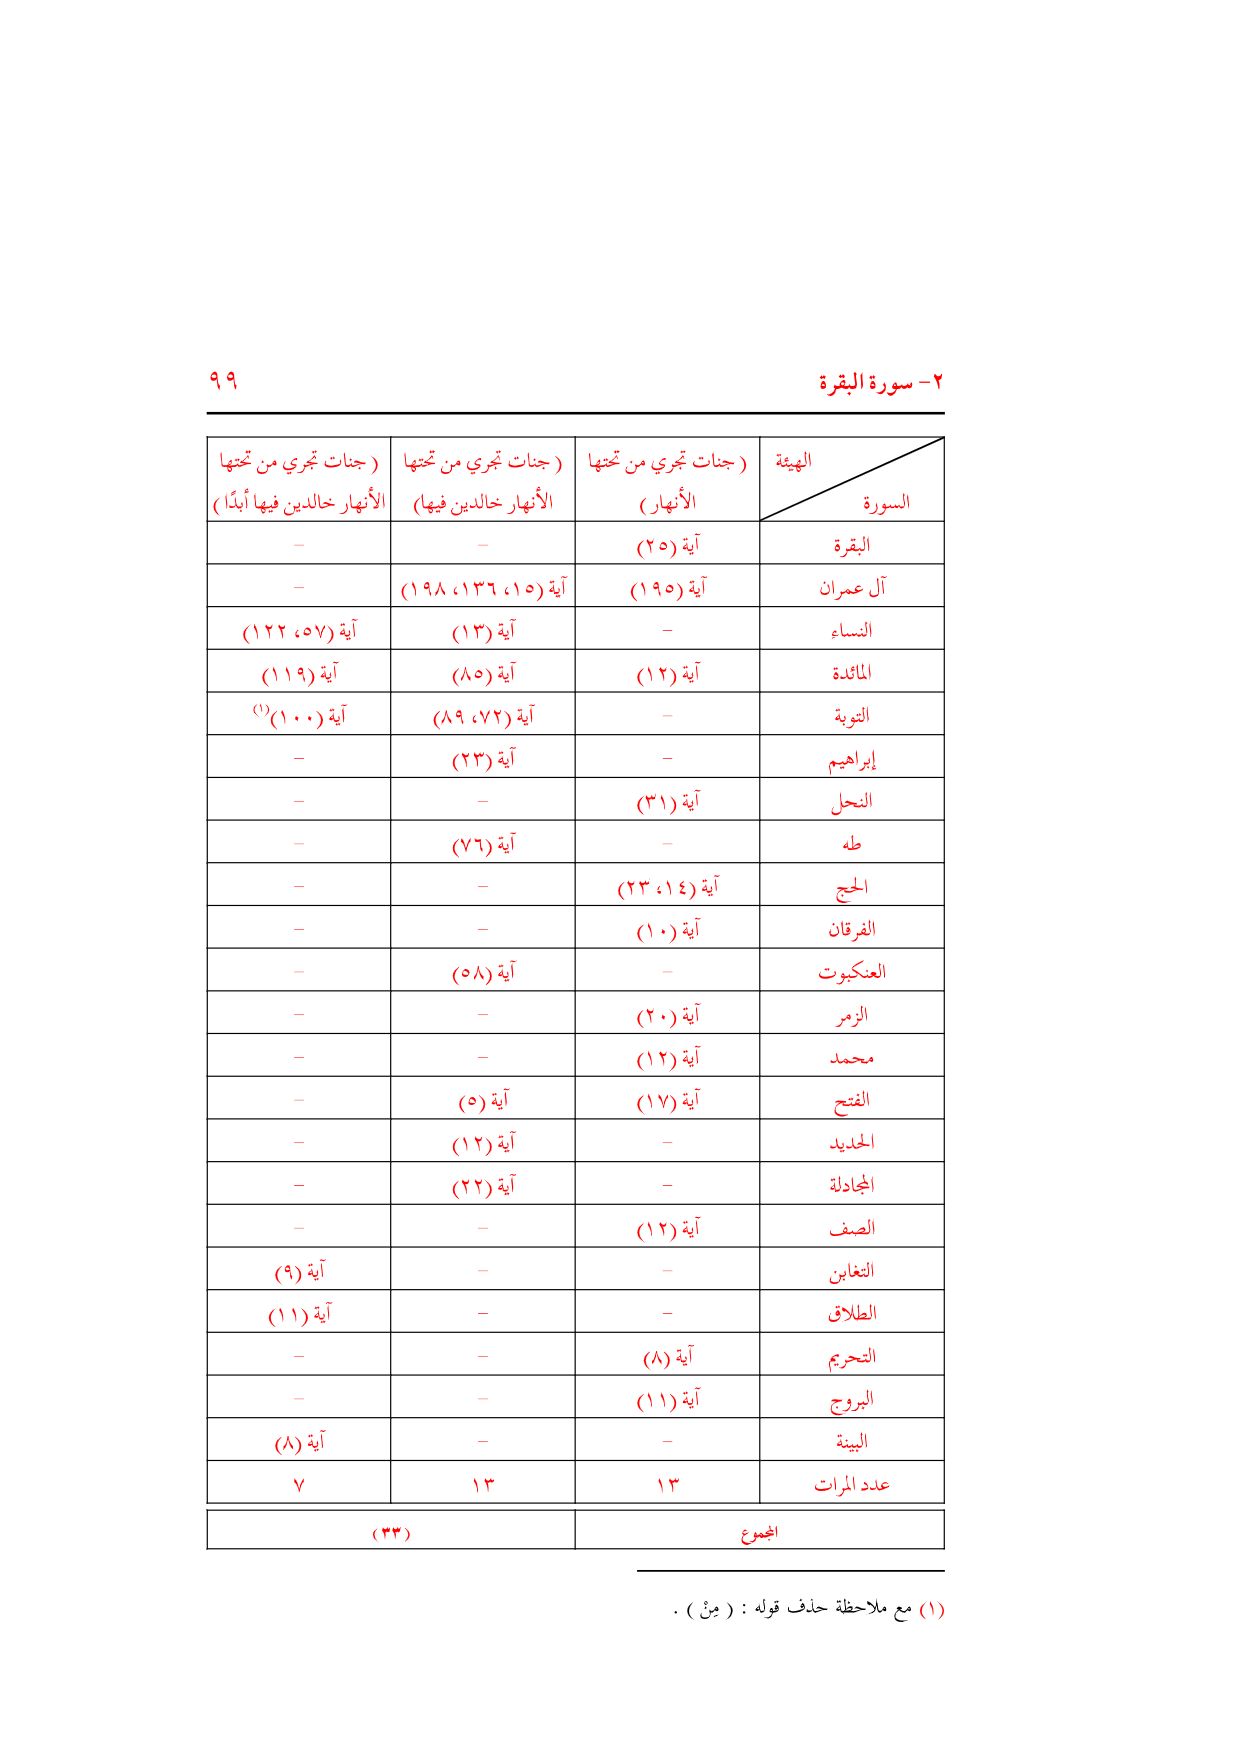 ٢- سورة البقرة ٩٩
الهيئة ( جنات تجري من تحتها ( جنات تجري من تحتها ( جنات تجري من تحتها
السورة الأنهار ) الأنهار خالدين فيها) الأنهار خالدين فيها أبدًا )
البقرة آية (٢٥) – –
آل عمران آية (١٩٥) آية (١٥، ١٣٦، ١٩٨) –
النساء – آية (١٣) آية (٥٧، ١٢٢)
المائدة آية (١٢) آية (٨٥) آية (١١٩)
التوبة – آية (٧٢، ٨٩) آية (١٠٠)(١)
إبراهيم – آية (٢٣) –
النحل آية (٣١) – –
طه – آية (٧٦) –
الحج آية (١٤، ٢٣) – –
الفرقان آية (١٠) – –
العنكبوت – آية (٥٨) –
الزمر آية (٢٠) – –
محمد آية (١٢) – –
الفتح آية (١٧) آية (٥) –
الحديد – آية (١٢) –
المجادلة – آية (٢٢) –
الصف آية (١٢) – –
التغابن – – آية (٩)
الطلاق – – آية (١١)
التحريم آية (٨) – –
البروج آية (١١) – –
البينة – – آية (٨)
عدد المرات ١٣ ١٣ ٧
المجموع (٣٣)
(١) مع ملاحظة حذف قوله : ( مِنْ ) .